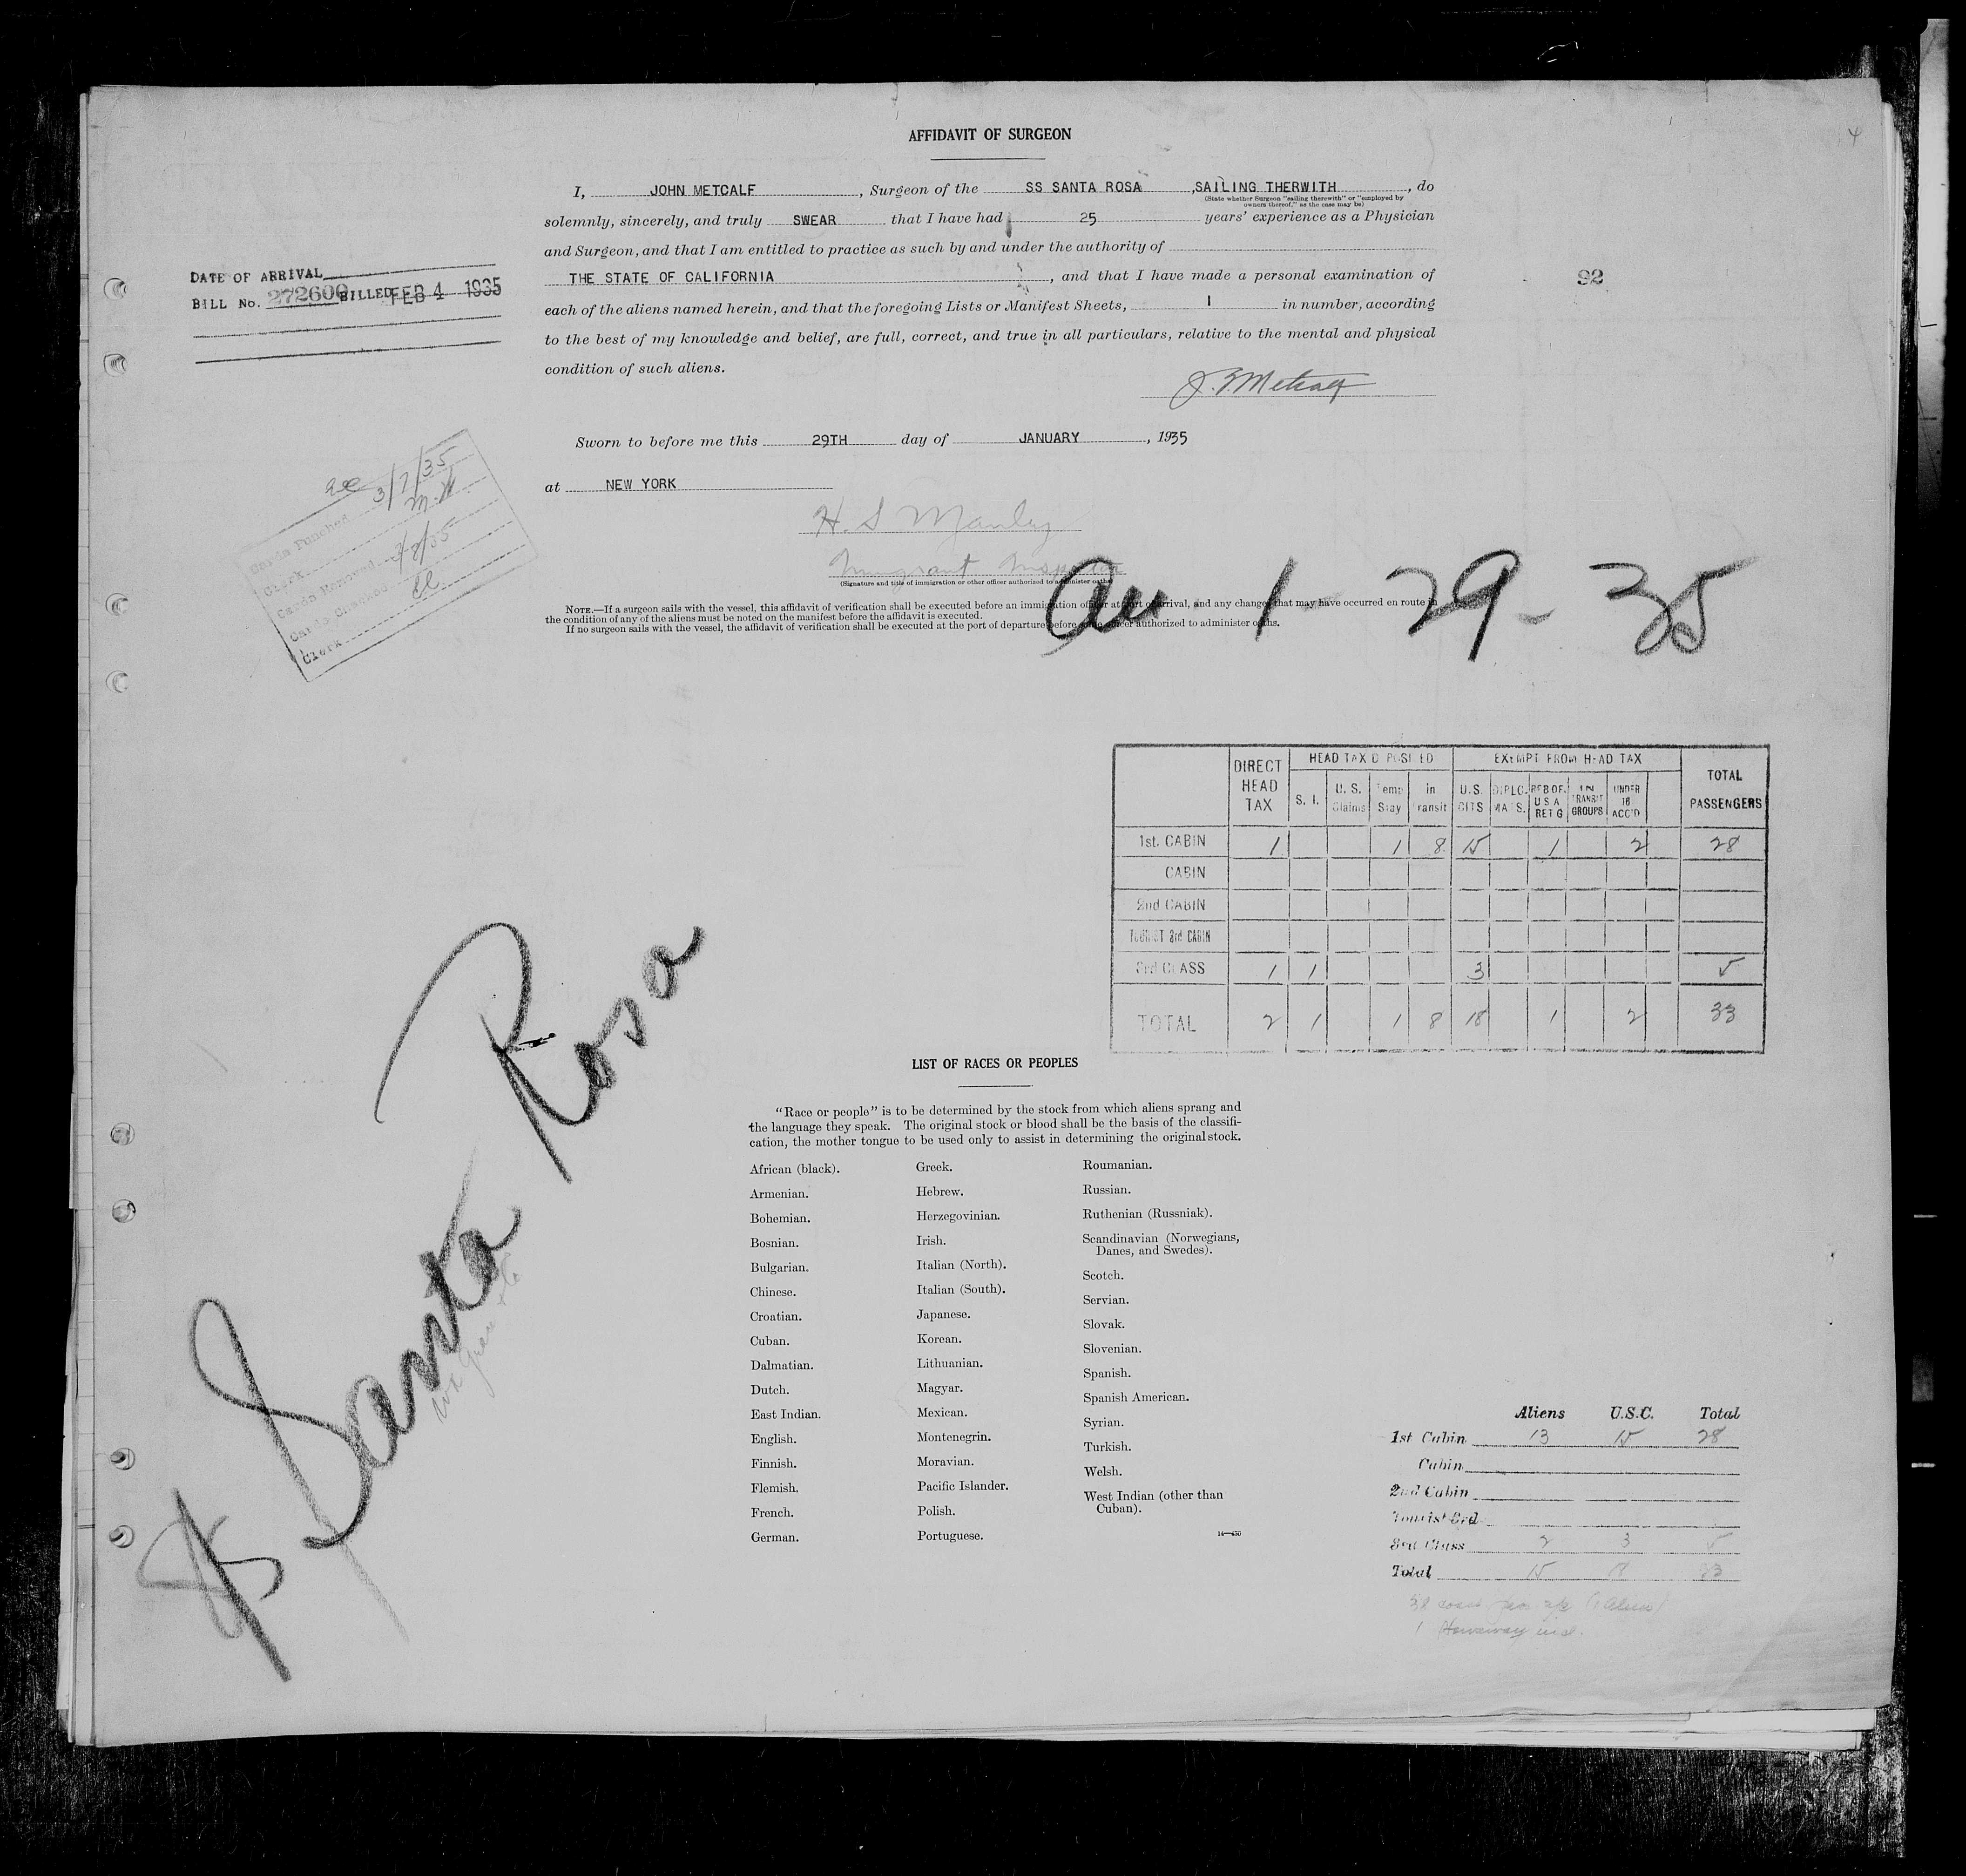 4
AFFIDAVIT OF SURGEON
I, JOHN METCALF, Surgeon of the SS SANTA ROSA ,SAILING THERWITH, do
(State whether Surgeon "sailing therewith" or "employed by
owners thereof," as the case may be)
solemnly, sincerely, and truly SWEAR that I have had 25 years' experience as a Physician
and Surgeon, and that I am entitled to practice as such by and under the authority of
THE STATE OF CALIFORNIA, and that I have made a personal examination of
each of the aliens named herein, and that the foregoing Lists or Manifest Sheets, 1 in number, according
to the best of my knowledge and belief, are full, correct, and true in all particulars, relative to the mental and physical
condition of such aliens.
DATE OF ARRIVAL
BILL No. 272600 BILLED FEB 4 1935
92
Metcalf
Sworn to before me this 29TH day of JANUARY, 1935
at NEW YORK
H. S Manley
Immigrant Inspector
(Signature and title of immigration or other officer authorized to administer oaths)
3/7/35
Cards Punched
Clerk
Cards Removed
Cards Checked
Clerk
NOTE.—If a surgeon sails with the vessel, this affidavit of verification shall be executed before an immigration officer at port of arrival, and any changes that may have occurred en route in
the condition of any of the aliens must be noted on the manifest before the affidavit is executed.
If no surgeon sails with the vessel, the affidavit of verification shall be executed at the port of departure before some officer authorized to administer oaths.
1 - 29 - 35
DIRECT HEAD TAX HEAD TAX DEPOSITED EXEMPT FROM HEAD TAX TOTAL PASSENGERS
S. I. U. S. Claims Temp Stay In Transit U.S. CITS DIPLO. MATS. REB OF. U S A RET G IN TRANSIT GROUPS UNDER 16 ACC'D
1st. CABIN 1 1 8 15 1 2 28
CABIN
2nd CABIN
TOURIST 3rd CABIN
3rd CLASS 1 1 3 5
TOTAL 2 1 1 8 18 1 2 33
SS Santa Rosa
LIST OF RACES OR PEOPLES
"Race or people" is to be determined by the stock from which aliens sprang and
the language they speak. The original stock or blood shall be the basis of the classifi-
cation, the mother tongue to be used only to assist in determining the original stock.
African (black).
Armenian.
Bohemian.
Bosnian.
Bulgarian.
Chinese.
Croatian.
Cuban.
Dalmatian.
Dutch.
East Indian.
English.
Finnish.
Flemish.
French.
German.
Greek.
Hebrew.
Herzegovinian.
Irish.
Italian (North).
Italian (South).
Japanese.
Korean.
Lithuanian.
Magyar.
Mexican.
Montenegrin.
Moravian.
Pacific Islander.
Polish.
Portuguese.
Roumanian.
Russian.
Ruthenian (Russniak).
Scandinavian (Norwegians,
Danes, and Swedes).
Scotch.
Servian.
Slovak.
Slovenian.
Spanish.
Spanish American.
Syrian.
Turkish.
Welsh.
West Indian (other than
Cuban).
14—430
Aliens U.S.C. Total
1st Cabin 13 15 28
Cabin
2nd Cabin
Tourist 3rd
3rd Class 2 3 5
Total 15 18 33